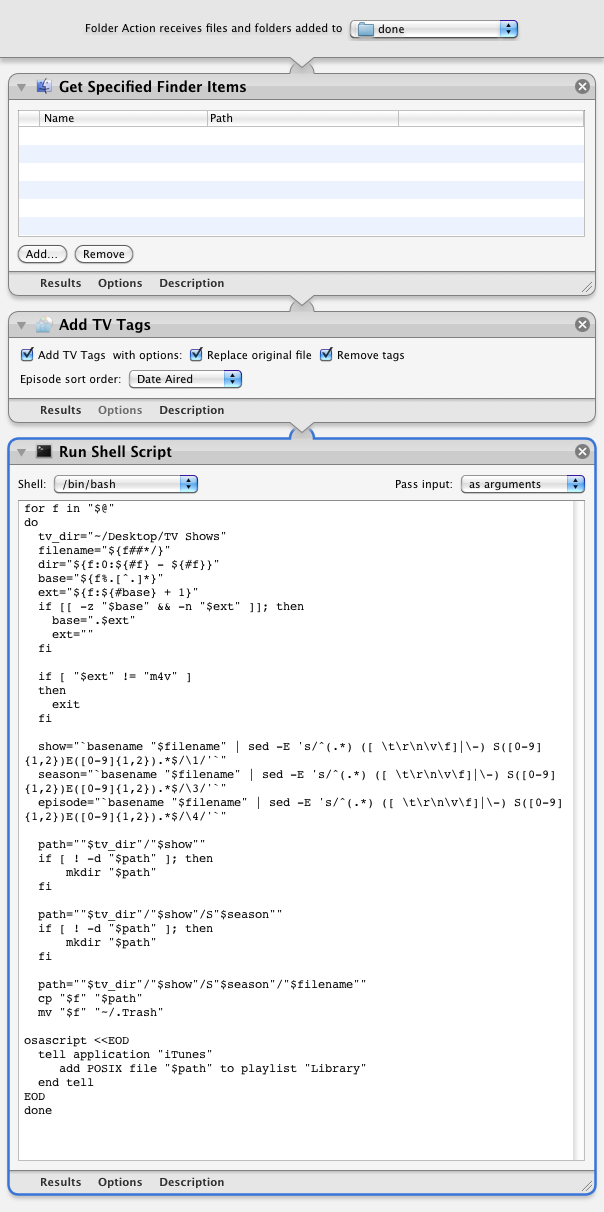 Folder Action receives files and folders added to done
Get Specified Finder Items
Name Path
Add... Remove
Results Options Description
Add TV Tags
Add TV Tags with options: Replace original file Remove tags
Episode sort order: Date Aired
Results Options Description
Run Shell Script
Shell: /bin/bash Pass input: as arguments
for f in "$@"
do
  tv_dir="~/Desktop/TV Shows"
  filename="${f##*/}"
  dir="${f:0:${#f} - ${#f}}"
  base="${f%.[^.]*}"
  ext="${f:${#base} + 1}"
  if [[ -z "$base" && -n "$ext" ]]; then
    base=".$ext"
    ext=""
  fi
  if [ "$ext" != "m4v" ]
  then
    exit
  fi
  show="`basename "$filename" | sed -E 's/^(.*) ([ \t\r\n\v\f]|\-) S([0-9]
{1,2})E([0-9]{1,2}).*$/\1/'`"
  season="`basename "$filename" | sed -E 's/^(.*) ([ \t\r\n\v\f]|\-) S([0-9]
{1,2})E([0-9]{1,2}).*$/\3/'`"
  episode="`basename "$filename" | sed -E 's/^(.*) ([ \t\r\n\v\f]|\-) S([0-9]
{1,2})E([0-9]{1,2}).*$/\4/'`"
  path=""$tv_dir"/"$show""
  if [ ! -d "$path" ]; then
      mkdir "$path"
  fi
  path=""$tv_dir"/"$show"/S"$season""
  if [ ! -d "$path" ]; then
      mkdir "$path"
  fi
  path=""$tv_dir"/"$show"/S"$season"/"$filename""
  cp "$f" "$path"
  mv "$f" "~/.Trash"
osascript <<EOD
  tell application "iTunes"
     add POSIX file "$path" to playlist "Library"
  end tell
EOD
done
Results Options Description